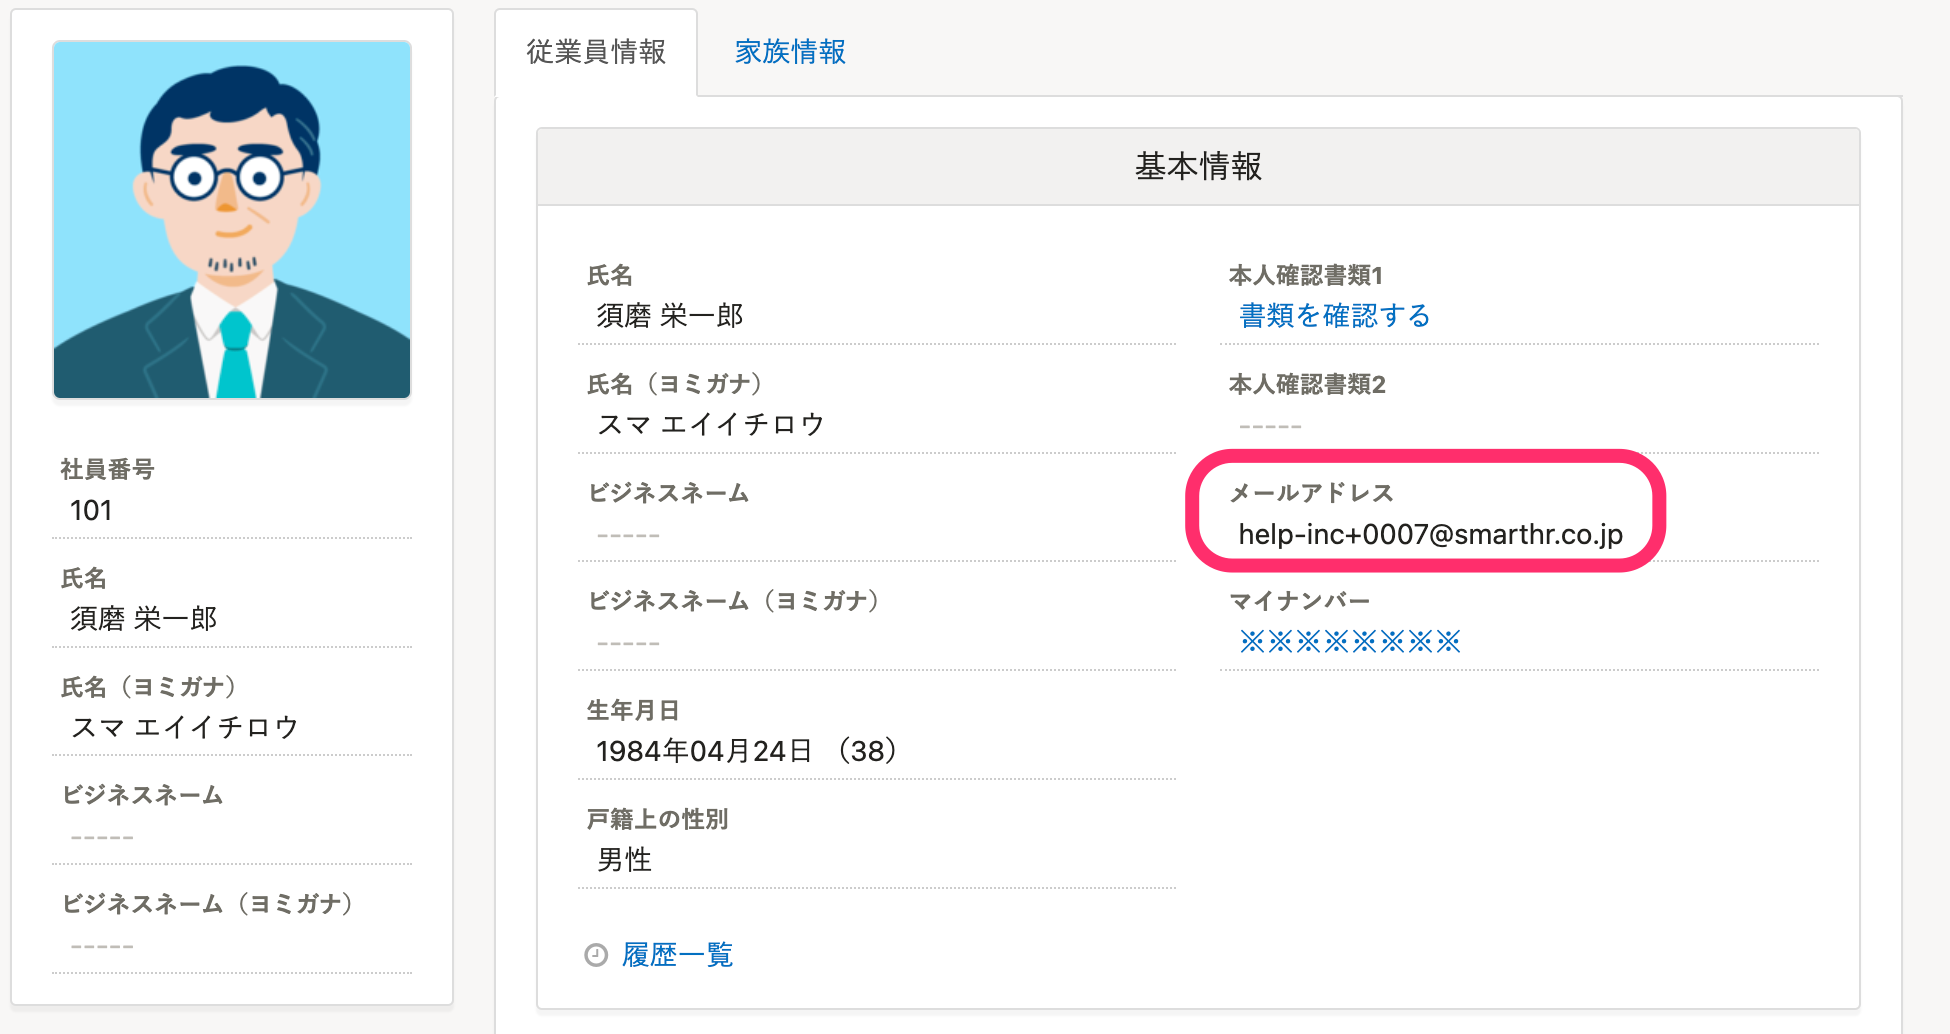 社員番号
101
氏名
須磨 栄一郎
氏名（ヨミガナ）
スマ エイイチロウ
ビジネスネーム
-----
ビジネスネーム（ヨミガナ）
-----
従業員情報
家族情報
基本情報
氏名
須磨 栄一郎
氏名（ヨミガナ）
スマ エイイチロウ
ビジネスネーム
-----
ビジネスネーム（ヨミガナ）
-----
生年月日
1984年04月24日 （38）
戸籍上の性別
男性
履歴一覧
本人確認書類1
書類を確認する
本人確認書類2
-----
メールアドレス
help-inc+0007@smarthr.co.jp
マイナンバー
※※※※※※※※